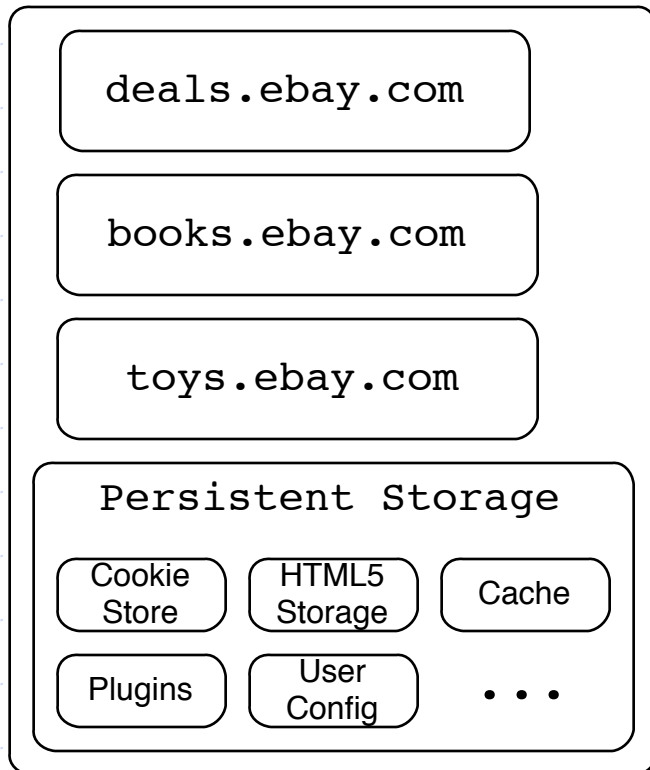 deals.ebay.com
books.ebay.com
toys.ebay.com
Persistent Storage
Cookie
Store
HTML5
Storage
Cache
Plugins
User
Config
...